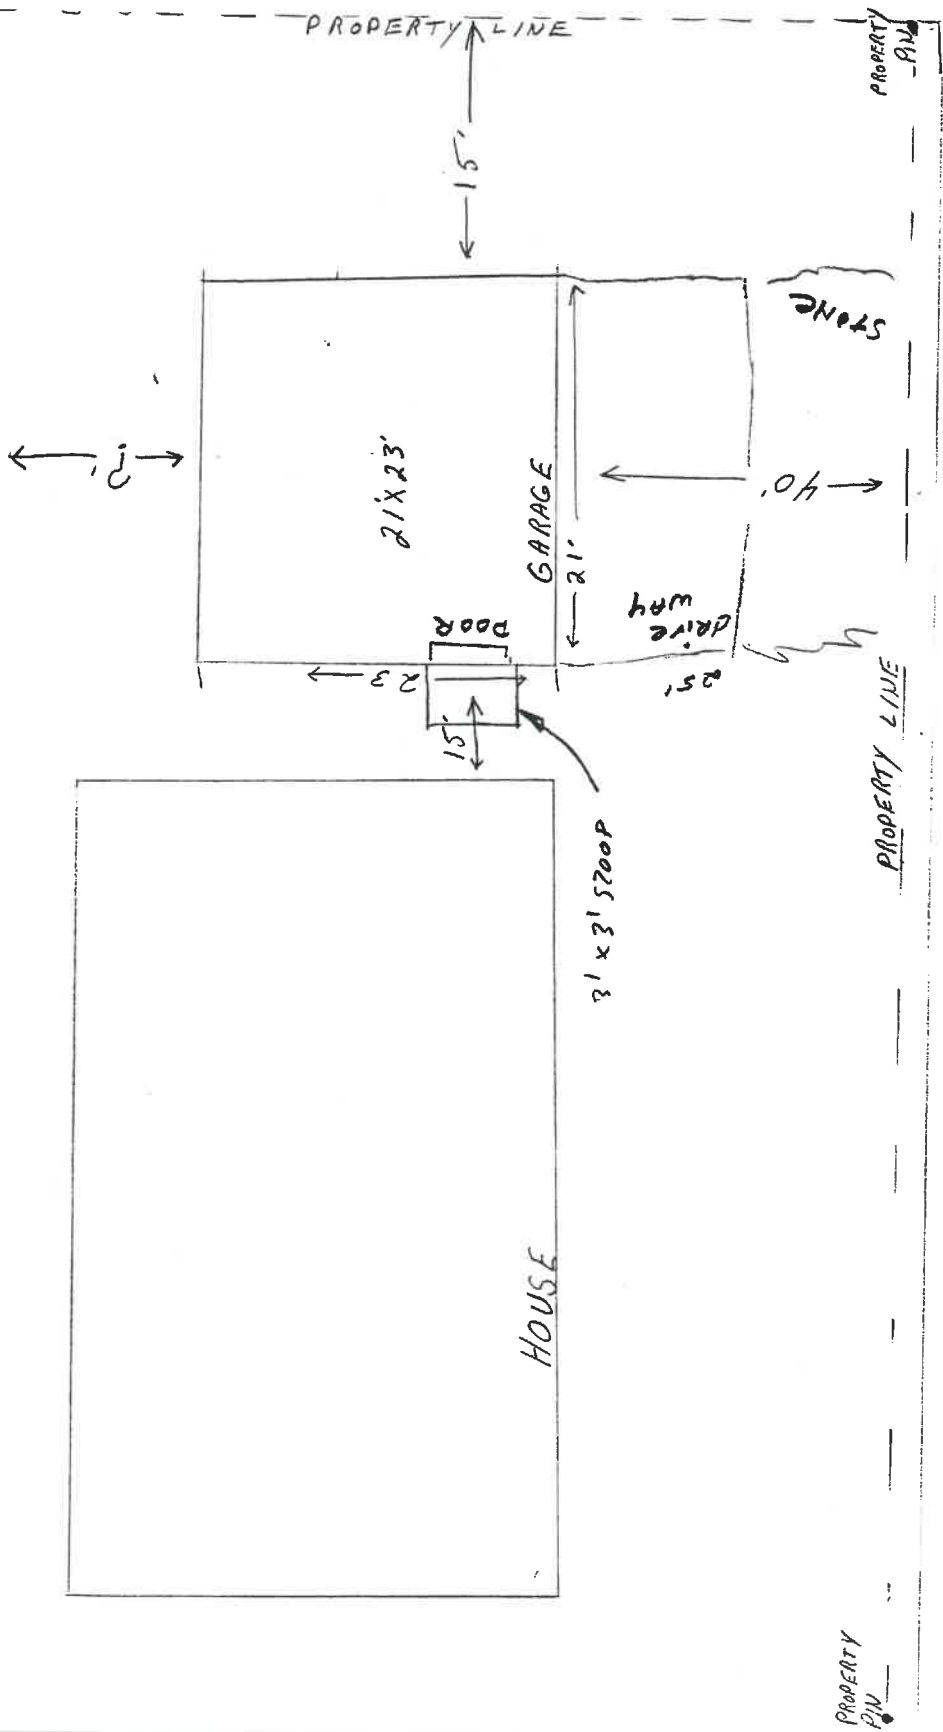 PROPERTY LINE
PROPERTY
PIN
15'
STONE
?'
21'X23'
GARAGE
21'
40'
DOOR
drive
WAY
25'
23
15'
3' x 3' STOOP
PROPERTY LINE
HOUSE
PROPERTY
PIN